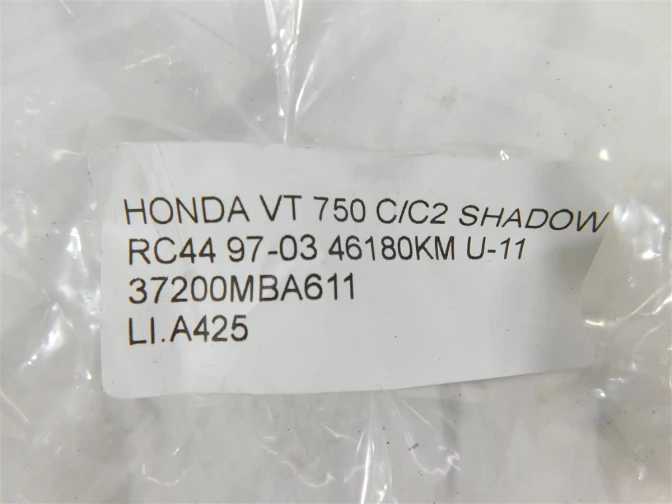 HONDA VT 750 C/C2 SHADOW
RC44 97-03 46180KM U-11
37200MBA611
LI.A425